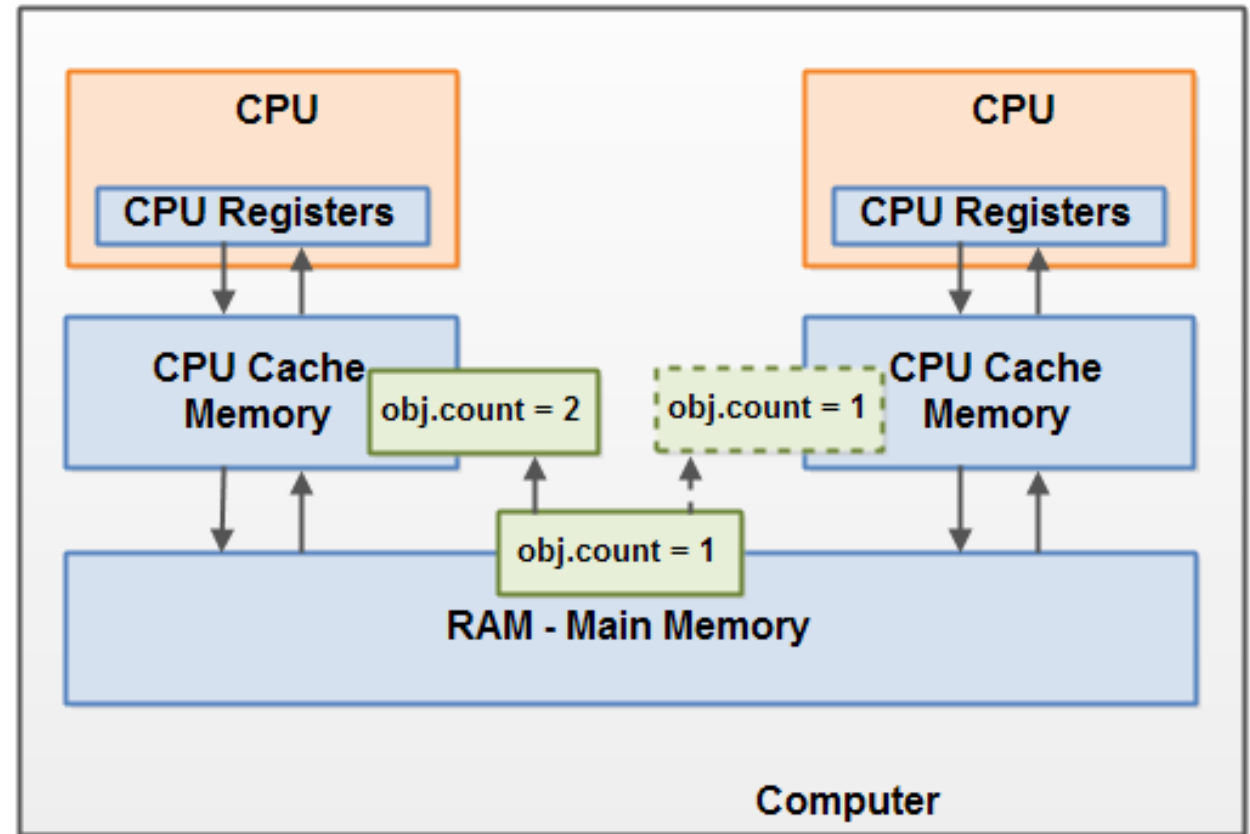 CPU
CPU
CPU Registers
CPU Registers
CPU Cache
Memory
obj.count = 2
obj.count = 1
CPU Cache
Memory
obj.count = 1
RAM - Main Memory
Computer